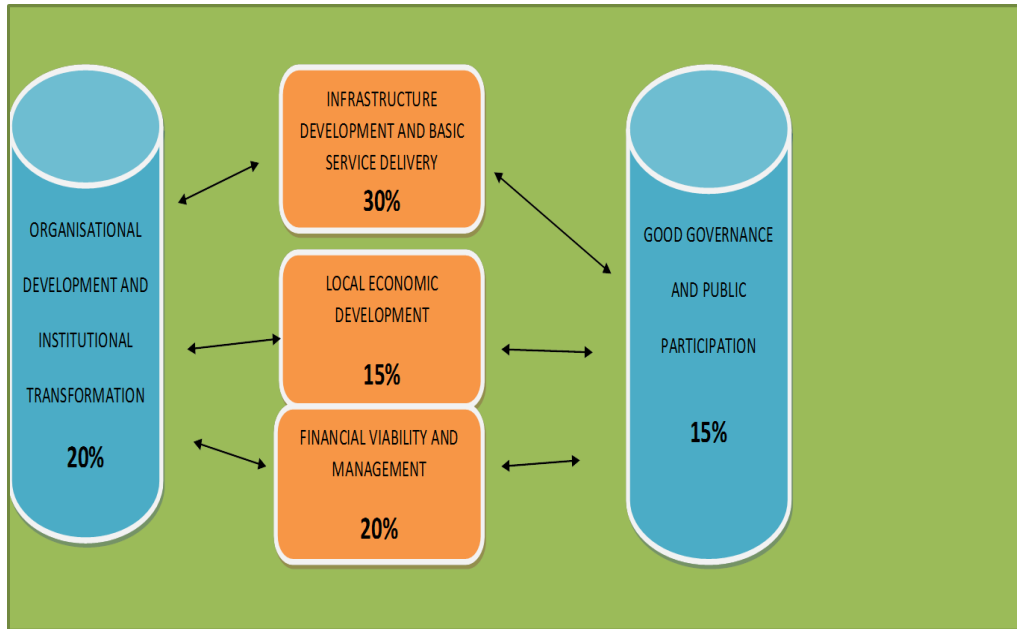 ORGANISATIONAL
DEVELOPMENT AND
INSTITUTIONAL
TRANSFORMATION
20%
INFRASTRUCTURE
DEVELOPMENT AND BASIC
SERVICE DELIVERY
30%
LOCAL ECONOMIC
DEVELOPMENT
15%
FINANCIAL VIABILITY AND
MANAGEMENT
20%
GOOD GOVERNANCE
AND PUBLIC
PARTICIPATION
15%